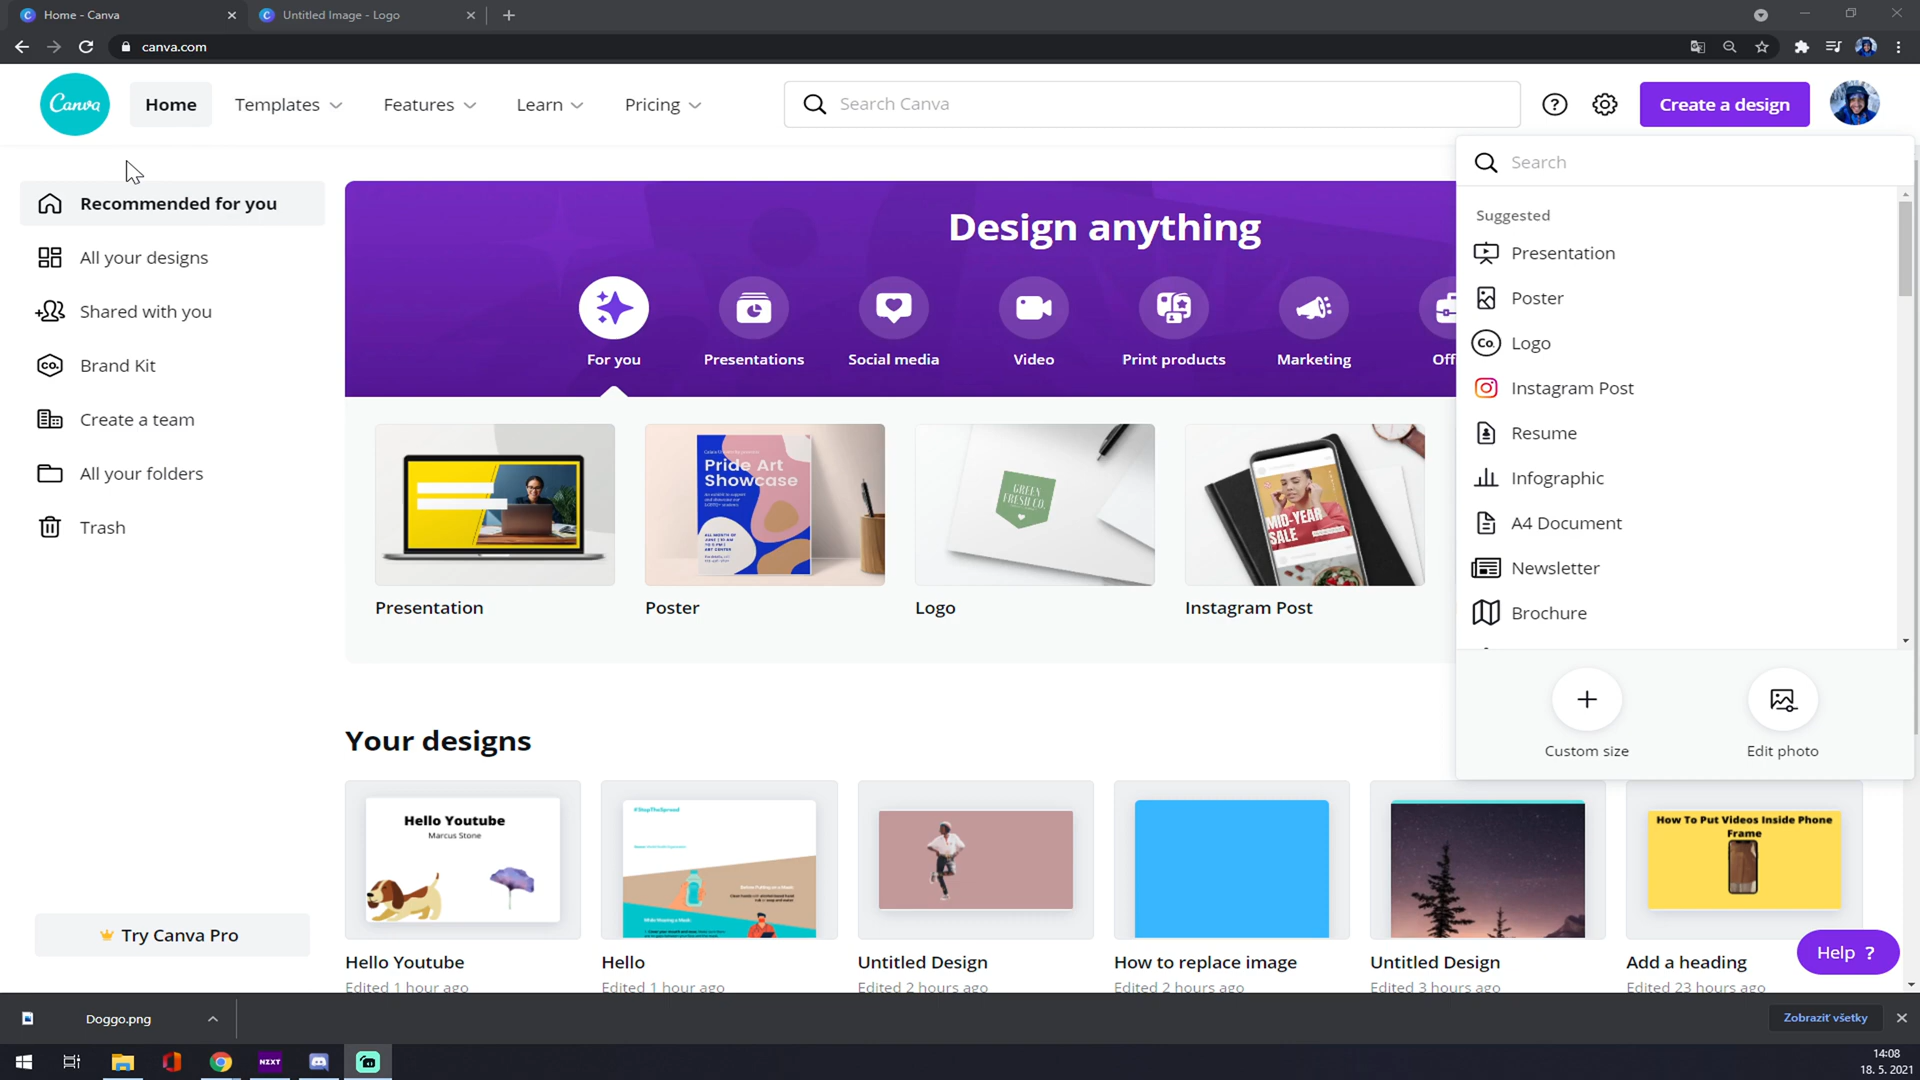 Home - Canva
Untitled Image - Logo
canva.com
Canva
Home
Templates
Features
Learn
Pricing
Search Canva
Create a design
Search
Suggested
Presentation
Poster
Logo
Instagram Post
Resume
Infographic
A4 Document
Newsletter
Brochure
Custom size
Edit photo
Recommended for you
All your designs
Shared with you
Brand Kit
Create a team
All your folders
Trash
Try Canva Pro
Design anything
For you
Presentations
Social media
Video
Print products
Marketing
Off
Pride Art
Showcase
GREEN
FRESH CO.
MID-YEAR
SALE
Presentation
Poster
Logo
Instagram Post
Your designs
Hello Youtube
Marcus Stone
#StopTheSpread
How To Put Videos Inside Phone
Frame
Hello Youtube
Hello
Untitled Design
How to replace image
Untitled Design
Add a heading
Edited 1 hour ago
Edited 1 hour ago
Edited 2 hours ago
Edited 2 hours ago
Edited 3 hours ago
Edited 23 hours ago
Help ?
Doggo.png
Zobraziť všetky
NZXT
14:08
18. 5. 2021